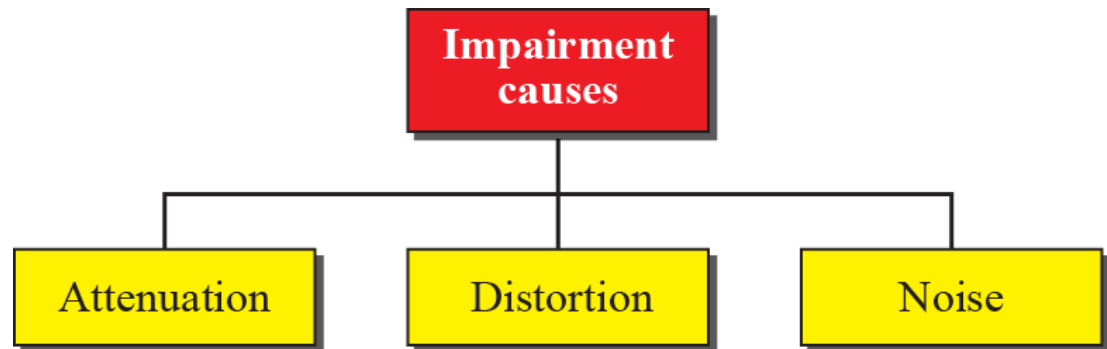 Impairment
causes
Attenuation
Distortion
Noise